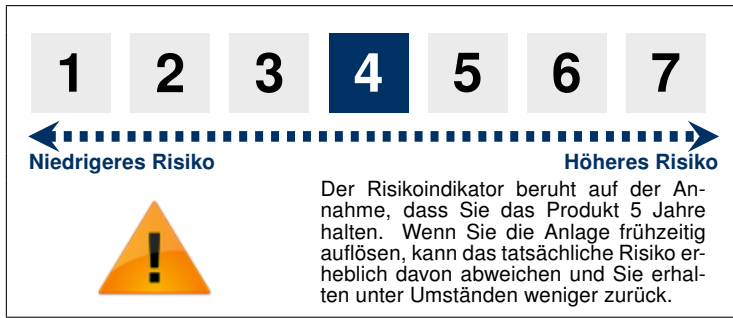 1 2 3 4 5 6 7
Niedrigeres Risiko Höheres Risiko
!
Der Risikoindikator beruht auf der An-
nahme, dass Sie das Produkt 5 Jahre
halten. Wenn Sie die Anlage frühzeitig
auflösen, kann das tatsächliche Risiko er-
heblich davon abweichen und Sie erhal-
ten unter Umständen weniger zurück.